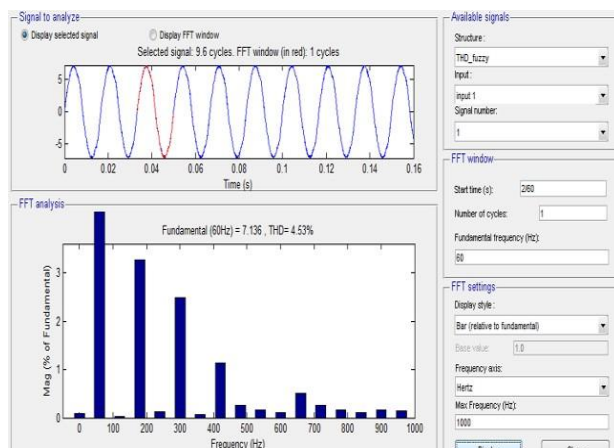 Signal to analyze
Display selected signal
Display FFT window
Selected signal: 9.6 cycles. FFT window (in red): 1 cycles
5
0
-5
0 0.02 0.04 0.06 0.08 0.1 0.12 0.14 0.16
Time (s)
FFT analysis
Fundamental (60Hz) = 7.136 , THD= 4.53%
Mag (% of Fundamental)
3
2
1
0
0 100 200 300 400 500 600 700 800 900 1000
Frequency (Hz)
Available signals
Structure :
THD_fuzzy
Input :
input 1
Signal number:
1
FFT window
Start time (s): 2/60
Number of cycles: 1
Fundamental frequency (Hz):
60
FFT settings
Display style :
Bar (relative to fundamental)
Base value: 1.0
Frequency axis:
Hertz
Max Frequency (Hz):
1000